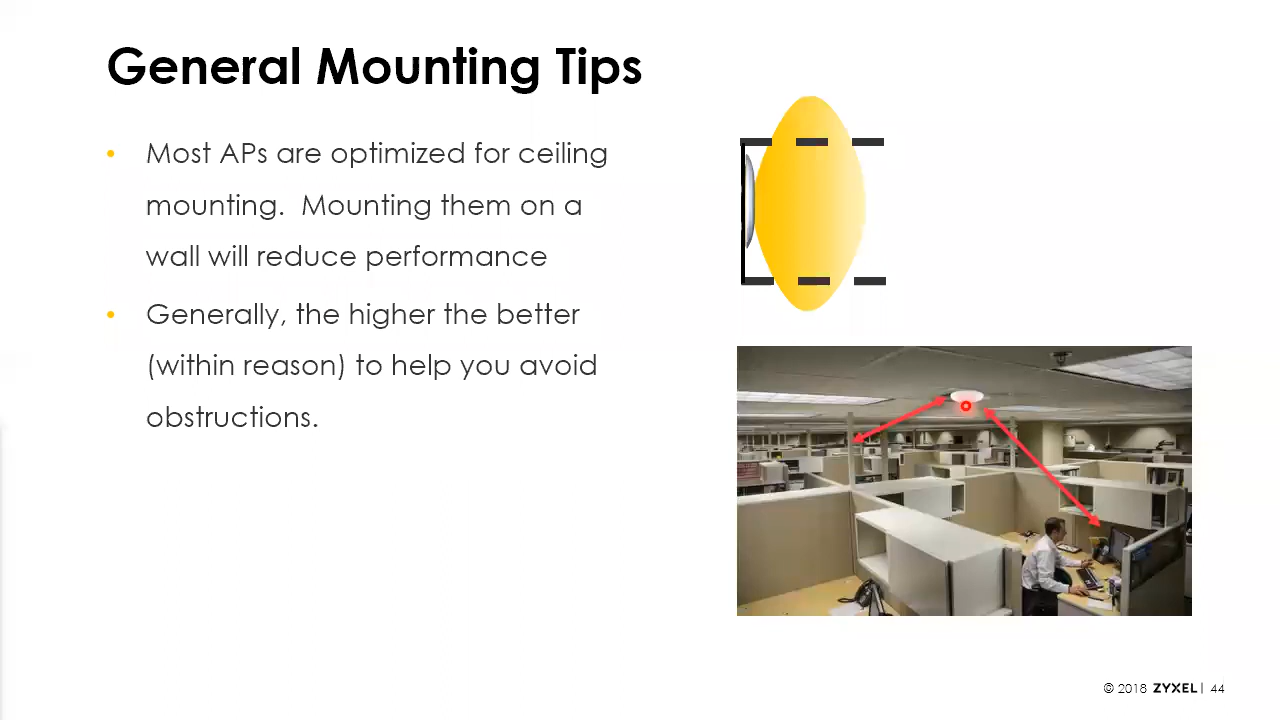 General Mounting Tips
• Most APs are optimized for ceiling
mounting.  Mounting them on a
wall will reduce performance
• Generally, the higher the better
(within reason) to help you avoid
obstructions.
© 2018 ZYXEL | 44